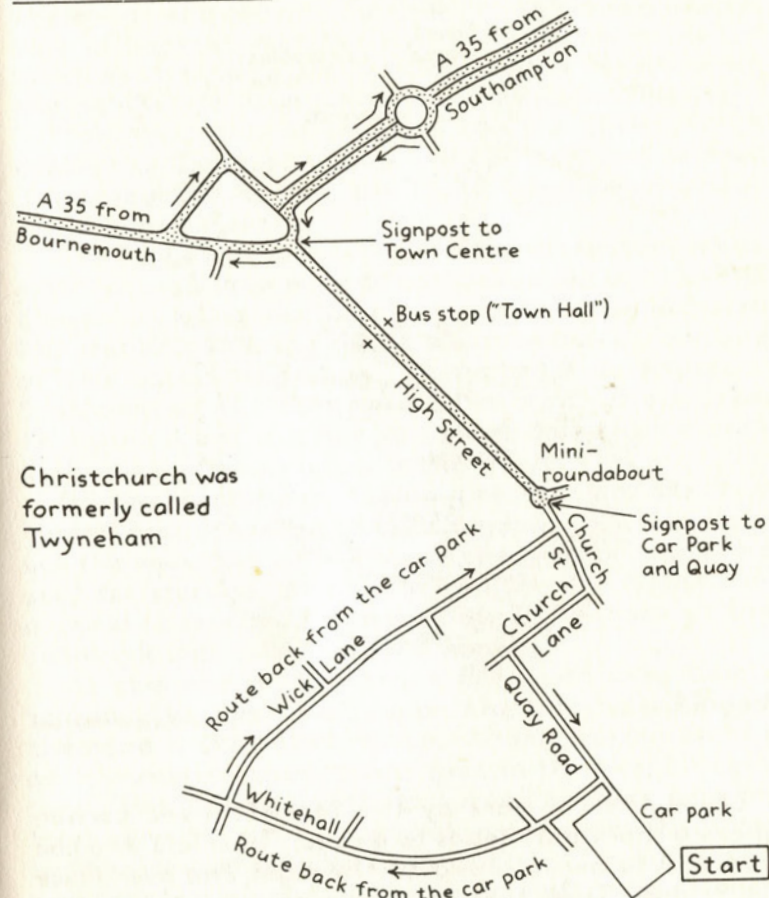 A 35 from
Southampton
A 35 from
Bournemouth
Signpost to
Town Centre
Bus stop ("Town Hall")
High Street
Mini-
roundabout
Christchurch was
formerly called
Twyneham
Signpost to
Car Park
and Quay
Church
St
Church
Lane
Route back from the car park
Wick Lane
Quay Road
Whitehall
Car park
Start
Route back from the car park